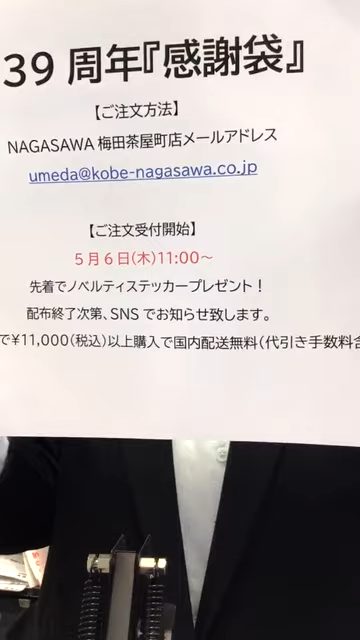 39周年『感謝袋』
【ご注文方法】
NAGASAWA 梅田茶屋町店メールアドレス
umeda@kobe-nagasawa.co.jp
【ご注文受付開始】
5月6日(木)11:00～
先着でノベルティステッカープレゼント！
配布終了次第、SNSでお知らせ致します。
で¥11,000(税込)以上購入で国内配送無料(代引き手数料含